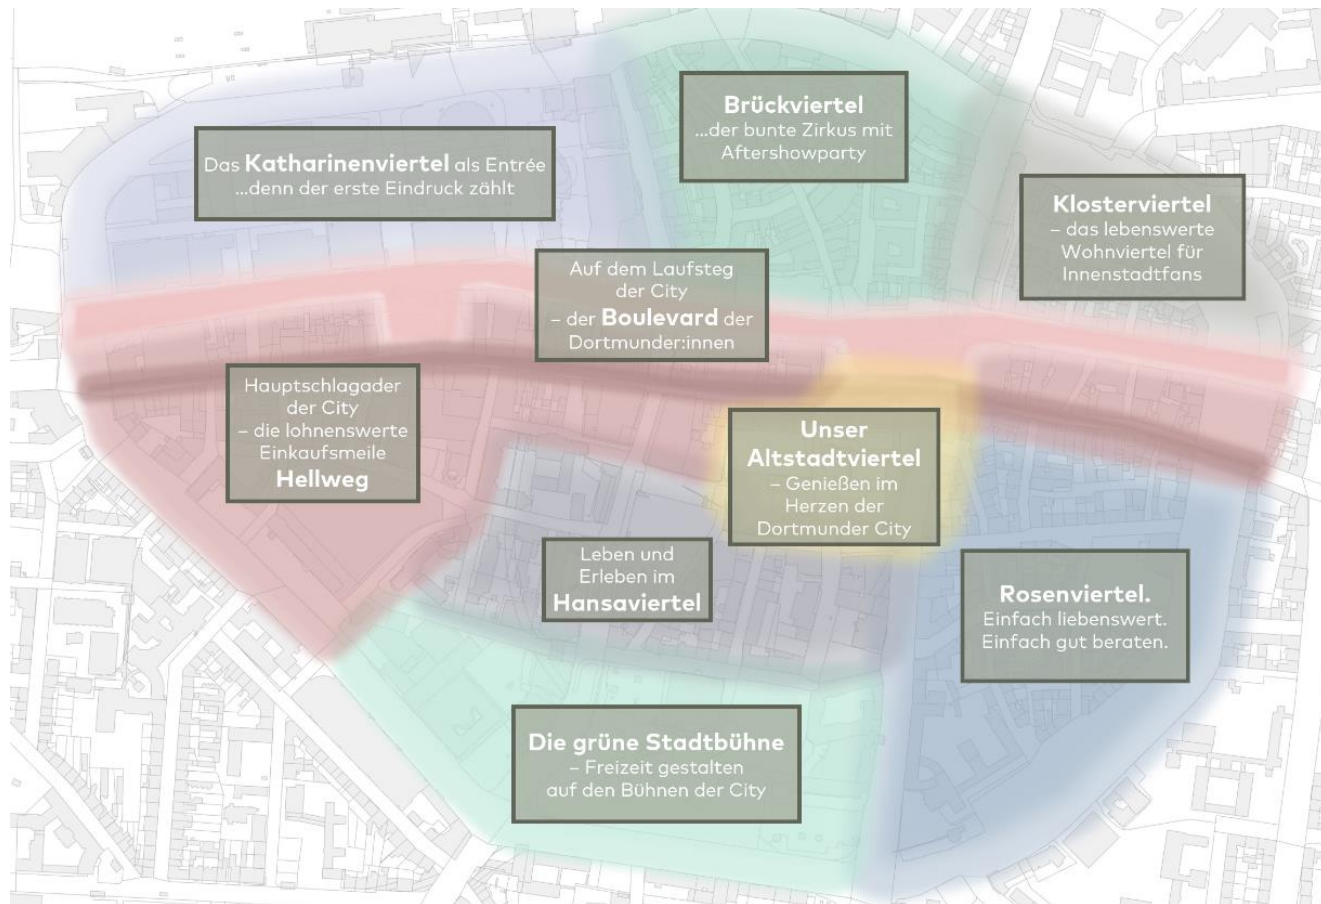 Brückviertel
...der bunte Zirkus mit
Aftershowparty
Das Katharinenviertel als Entrée
...denn der erste Eindruck zählt
Klosterviertel
– das lebenswerte
Wohnviertel für
Innenstadtfans
Auf dem Laufsteg
der City
– der Boulevard der
Dortmunder:innen
Hauptschlagader
der City
– die lohnenswerte
Einkaufsmeile
Hellweg
Unser
Altstadtviertel
– Genießen im
Herzen der
Dortmunder City
Leben und
Erleben im
Hansaviertel
Rosenviertel.
Einfach liebenswert.
Einfach gut beraten.
Die grüne Stadtbühne
– Freizeit gestalten
auf den Bühnen der City